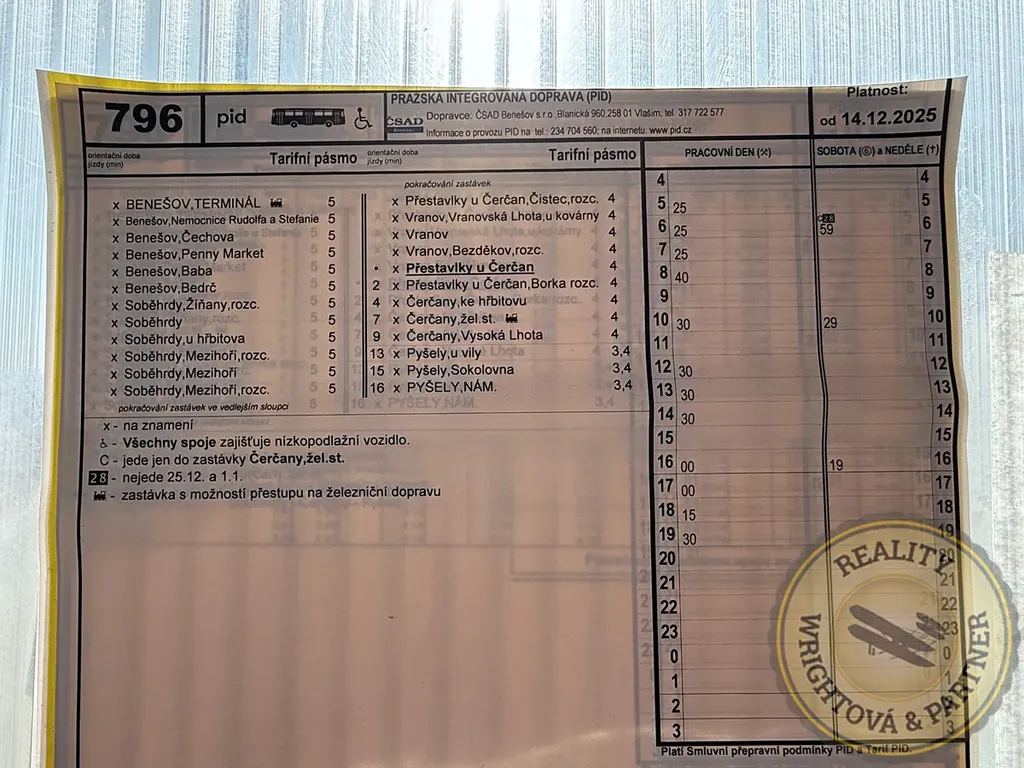 796
pid
PRAŽSKÁ INTEGROVANÁ DOPRAVA (PID)
ČSAD
Dopravce: ČSAD Benešov s.r.o. ,Blanická 960,258 01 Vlašim, tel. 317 722 577
Informace o provozu PID na tel.: 234 704 560; na internetu: www.pid.cz
Platnost:
od 14.12.2025
orientační doba jízdy (min) Tarifní pásmo
orientační doba jízdy (min) Tarifní pásmo
PRACOVNÍ DEN (⚒)
SOBOTA (⑥) a NEDĚLE (†)
x BENEŠOV,TERMINÁL 5
x Benešov,Nemocnice Rudolfa a Stefanie 5
x Benešov,Čechova 5
x Benešov,Penny Market 5
x Benešov,Baba 5
x Benešov,Bedrč 5
x Soběhrdy,Žíňany,rozc. 5
x Soběhrdy 5
x Soběhrdy,u hřbitova 5
x Soběhrdy,Mezihoří,rozc. 5
x Soběhrdy,Mezihoří 5
x Soběhrdy,Mezihoří,rozc. 5
pokračování zastávek ve vedlejším sloupci
pokračování zastávek
x Přestavlky u Čerčan,Čistec,rozc. 4
x Vranov,Vranovská Lhota,u kovárny 4
x Vranov 4
x Vranov,Bezděkov,rozc. 4
• x Přestavlky u Čerčan 4
2 x Přestavlky u Čerčan,Borka rozc. 4
4 x Čerčany,ke hřbitovu 4
7 x Čerčany,žel.st. 4
9 x Čerčany,Vysoká Lhota 4
13 x Pyšely,u vily 3,4
15 x Pyšely,Sokolovna 3,4
16 x PYŠELY,NÁM. 3,4
x - na znamení
♿ - Všechny spoje zajišťuje nízkopodlažní vozidlo.
C - jede jen do zastávky Čerčany,žel.st.
28 - nejede 25.12. a 1.1.
- zastávka s možností přestupu na železniční dopravu
4 4
5 25 5
6 25 C28 59 6
7 25 7
8 40 8
9 9
10 30 29 10
11 11
12 30 12
13 30 13
14 30 14
15 15
16 00 19 16
17 00 17
18 15 18
19 30 19
20 20
21 21
22 22
23 23
0 0
1 1
2 2
3 3
Platí Smluvní přepravní podmínky PID a Tarif PID.
REALITY
WRIGHTOVÁ & PARTNER